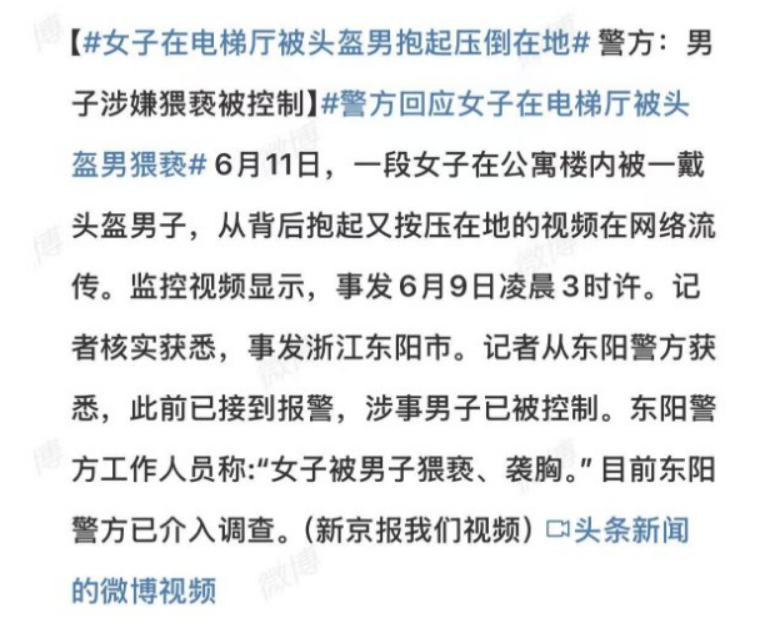 【#女子在电梯厅被头盔男抱起压倒在地# 警方：男
子涉嫌猥亵被控制】#警方回应女子在电梯厅被头
盔男猥亵# 6月11日，一段女子在公寓楼内被一戴
头盔男子，从背后抱起又按压在地的视频在网络流
传。监控视频显示，事发6月9日凌晨3时许。记
者核实获悉，事发浙江东阳市。记者从东阳警方获
悉，此前已接到报警，涉事男子已被控制。东阳警
方工作人员称:“女子被男子猥亵、袭胸。”目前东阳
警方已介入调查。（新京报我们视频）头条新闻
的微博视频